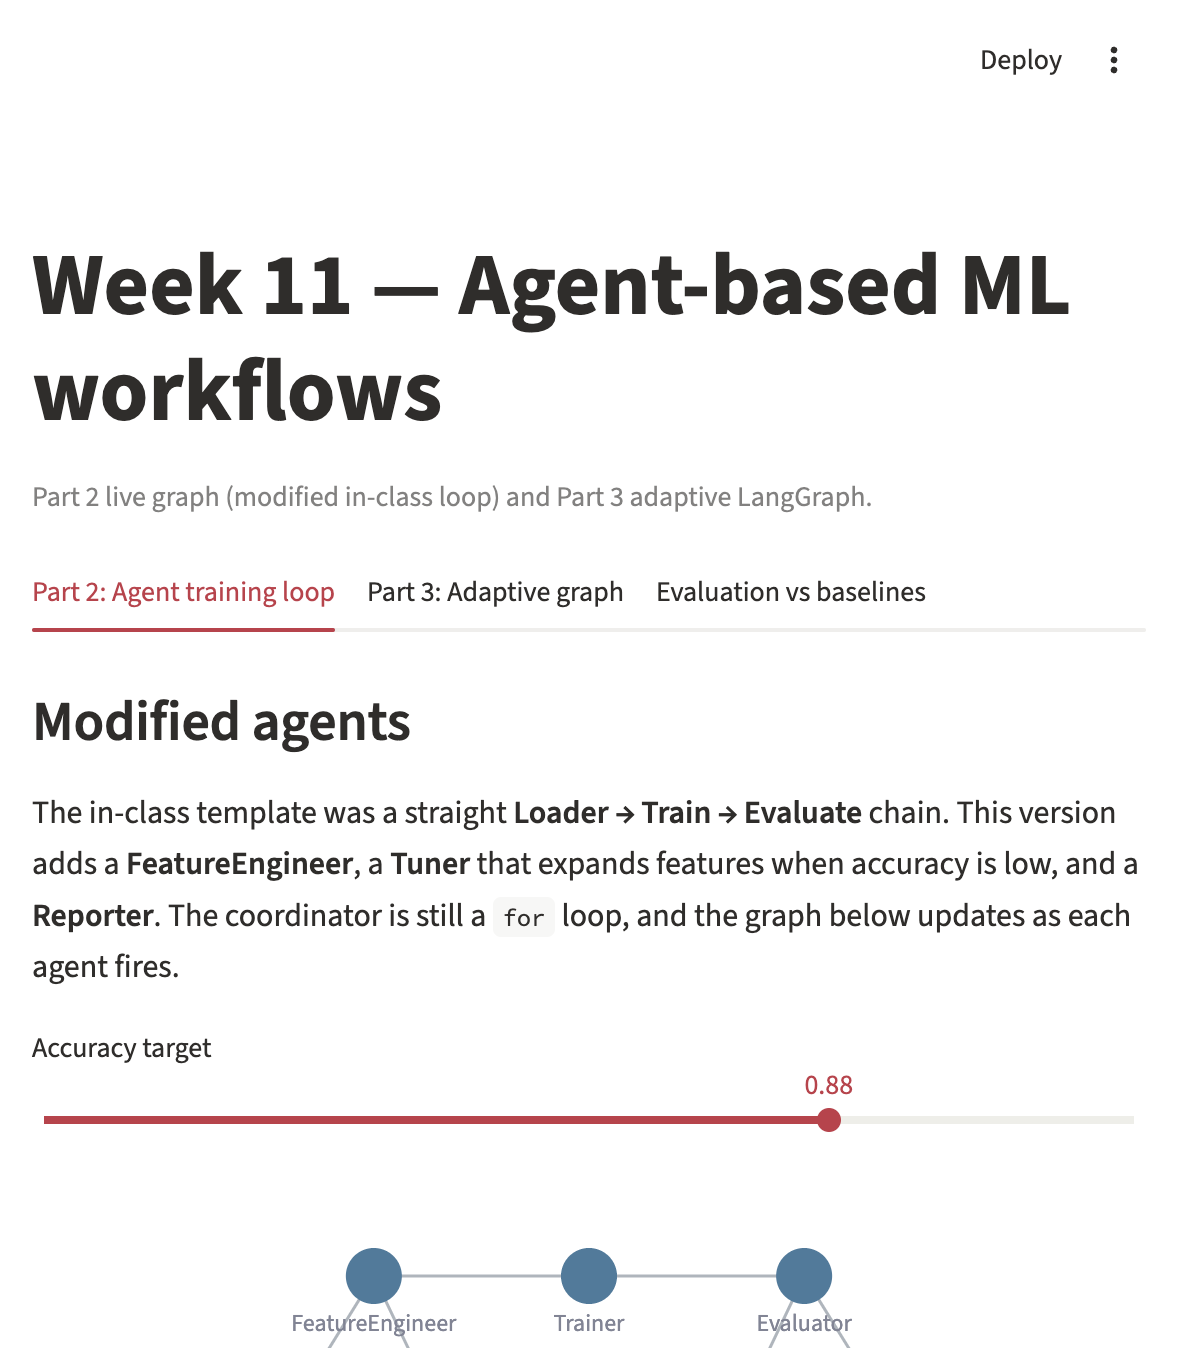 Deploy
Week 11 — Agent-based ML
workflows
Part 2 live graph (modified in-class loop) and Part 3 adaptive LangGraph.
Part 2: Agent training loop Part 3: Adaptive graph Evaluation vs baselines
Modified agents
The in-class template was a straight Loader → Train → Evaluate chain. This version
adds a FeatureEngineer, a Tuner that expands features when accuracy is low, and a
Reporter. The coordinator is still a for loop, and the graph below updates as each
agent fires.
Accuracy target
0.88
FeatureEngineer Trainer Evaluator